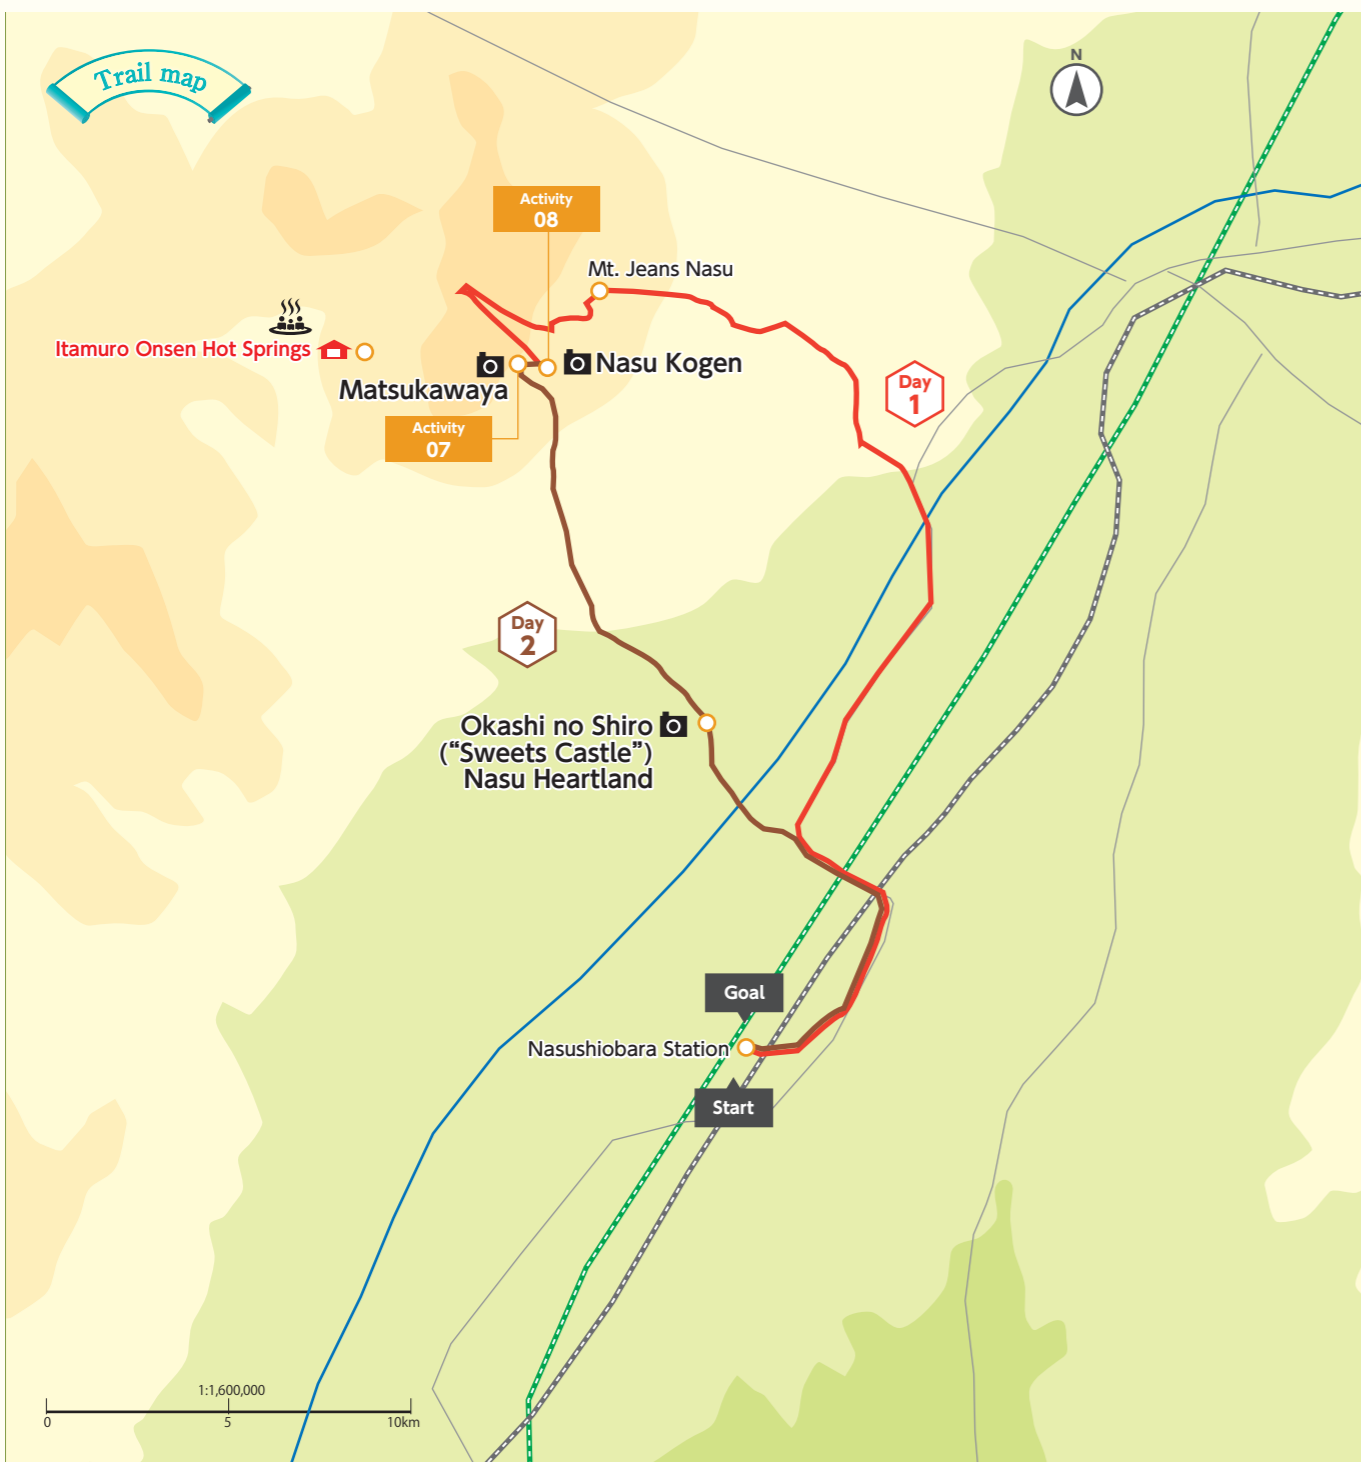 Trail map
N
Activity
08
Mt. Jeans Nasu
Itamuro Onsen Hot Springs
Nasu Kogen
Matsukawaya
Day
1
Activity
07
Day
2
Okashi no Shiro
(“Sweets Castle”)
Nasu Heartland
Goal
Nasushiobara Station
Start
1:1,600,000
0
5
10km